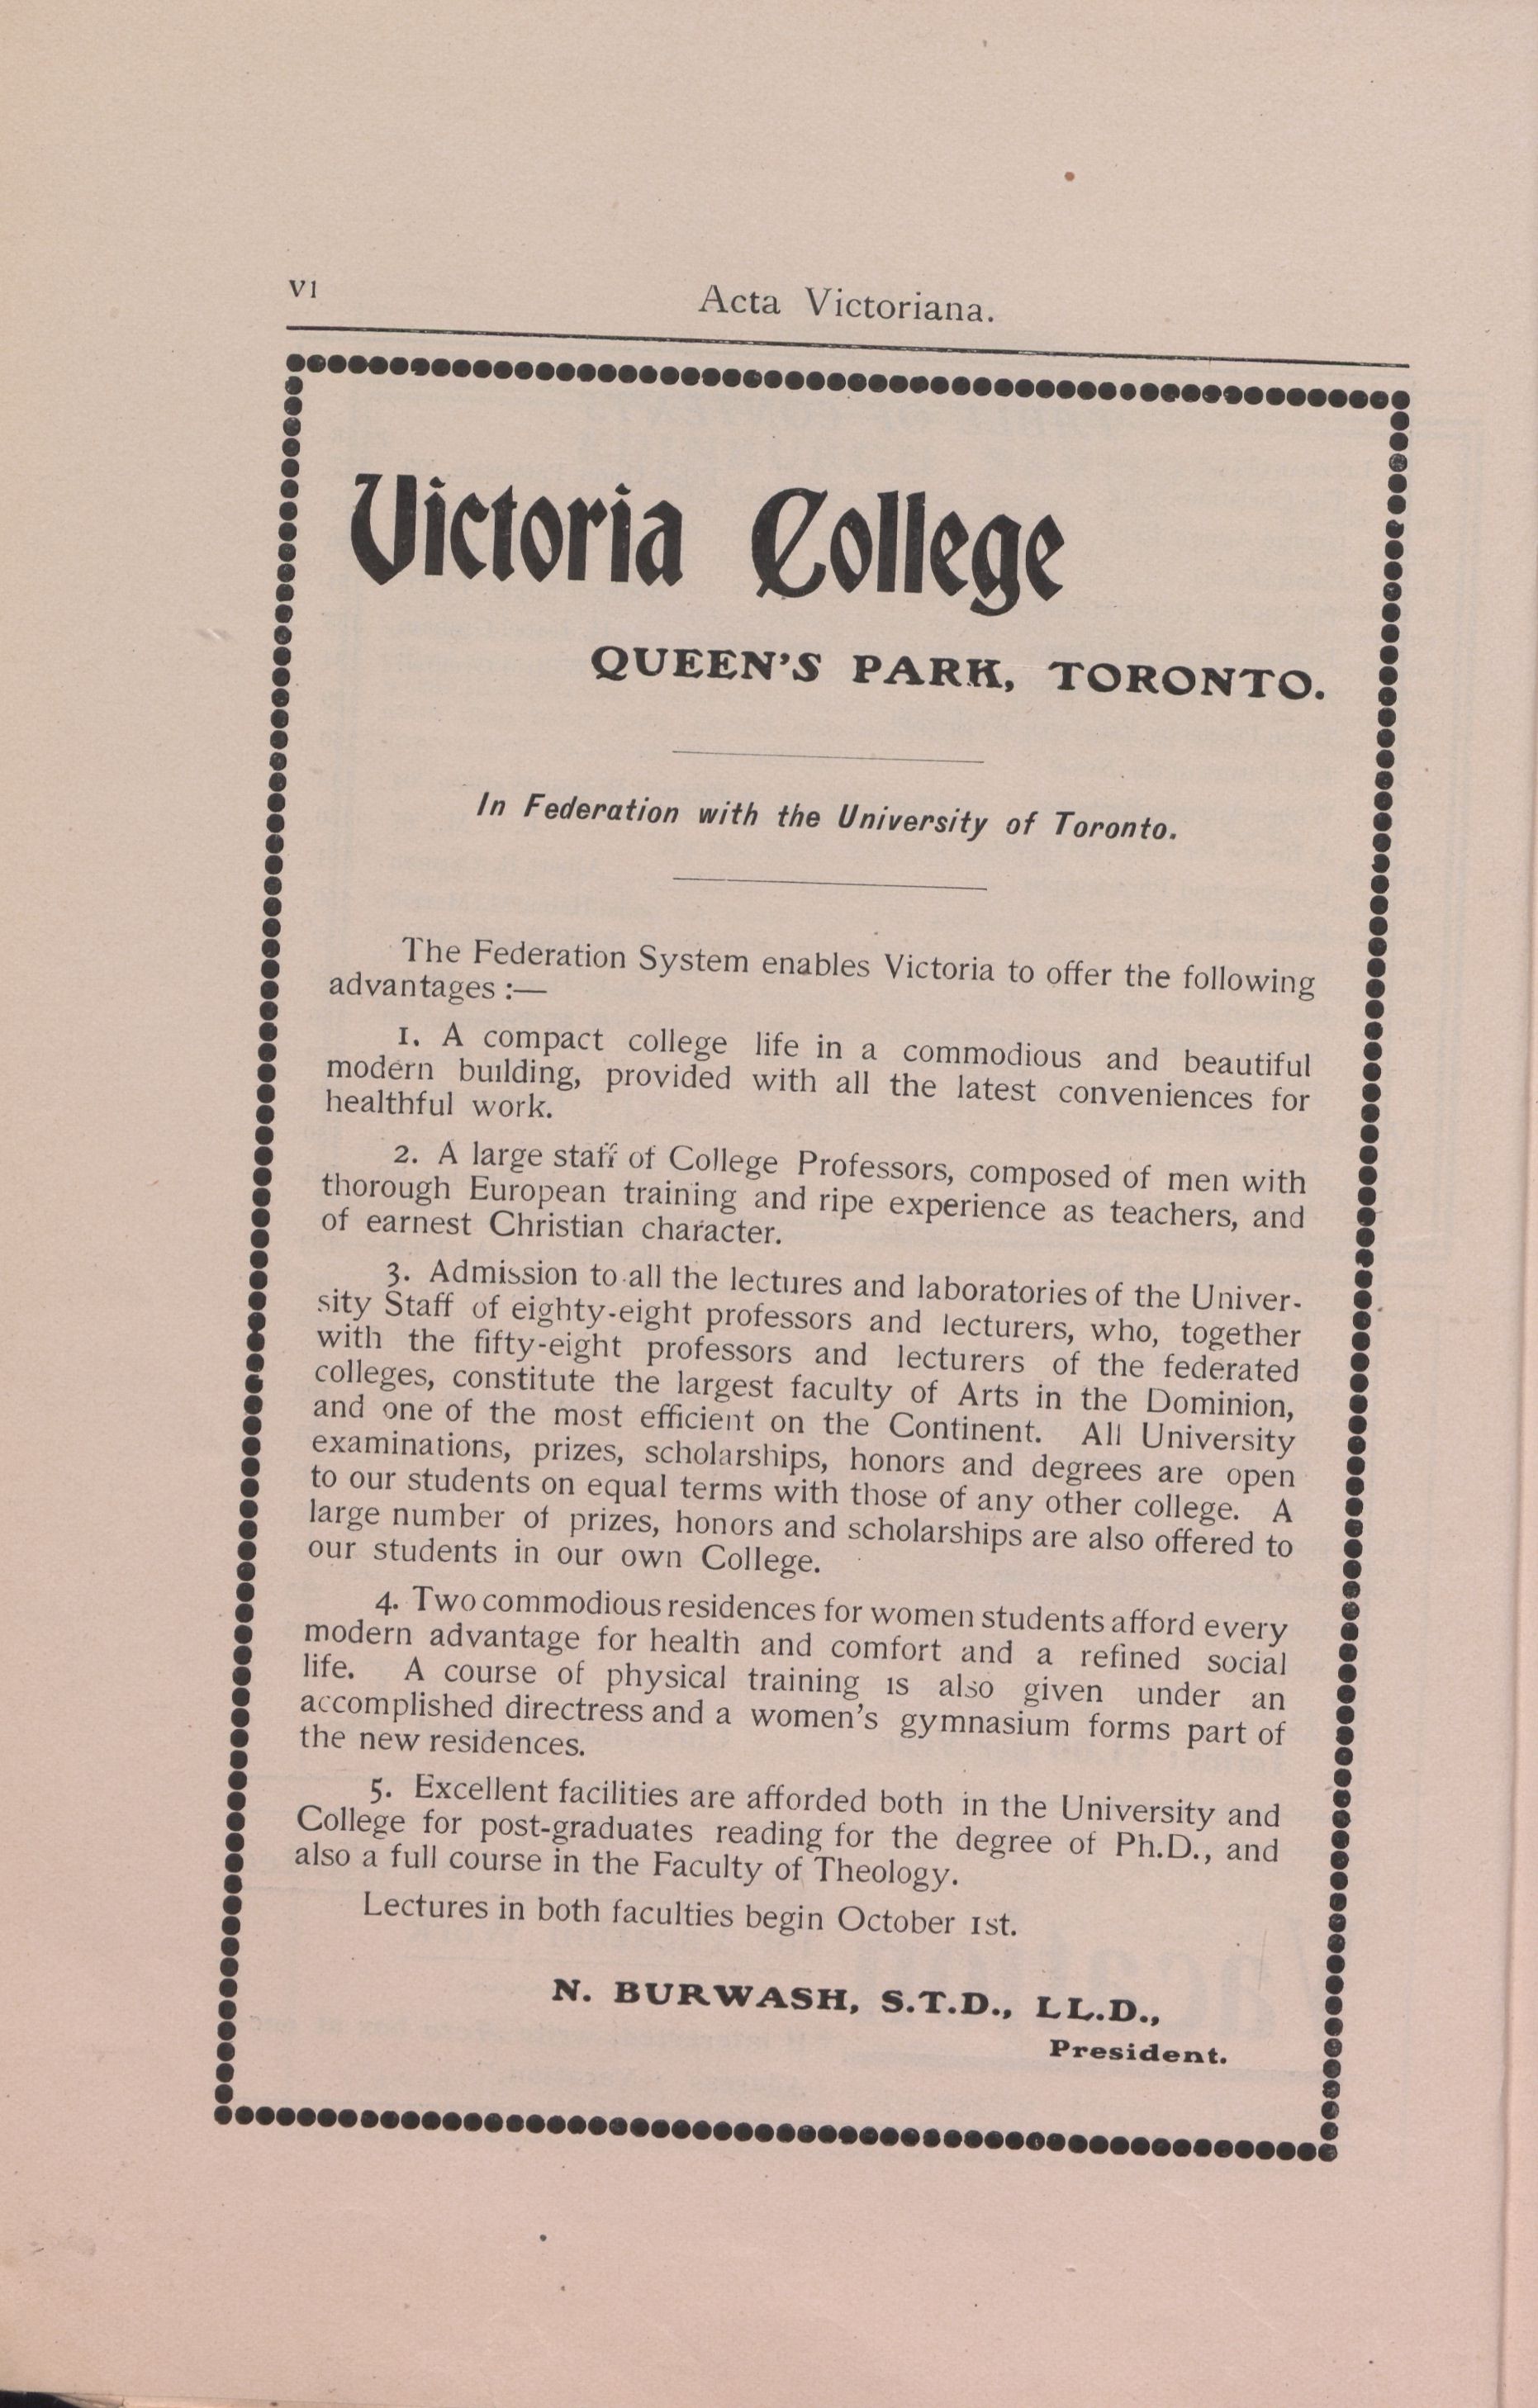 VI
Acta Victoriana.
Victoria College
QUEEN'S PARK, TORONTO.
In Federation with the University of Toronto.
The Federation System enables Victoria to offer the following
advantages :—
1. A compact college life in a commodious and beautiful
modern building, provided with all the latest conveniences for
healthful work.
2. A large staff of College Professors, composed of men with
thorough European training and ripe experience as teachers, and
of earnest Christian character.
3. Admission to all the lectures and laboratories of the Univer-
sity Staff of eighty-eight professors and lecturers, who, together
with the fifty-eight professors and lecturers of the federated
colleges, constitute the largest faculty of Arts in the Dominion,
and one of the most efficient on the Continent. All University
examinations, prizes, scholarships, honors and degrees are open
to our students on equal terms with those of any other college. A
large number of prizes, honors and scholarships are also offered to
our students in our own College.
4. Two commodious residences for women students afford every
modern advantage for health and comfort and a refined social
life. A course of physical training is also given under an
accomplished directress and a women's gymnasium forms part of
the new residences.
5. Excellent facilities are afforded both in the University and
College for post-graduates reading for the degree of Ph.D., and
also a full course in the Faculty of Theology.
Lectures in both faculties begin October 1st.
N. BURWASH, S.T.D., LL.D.,
President.